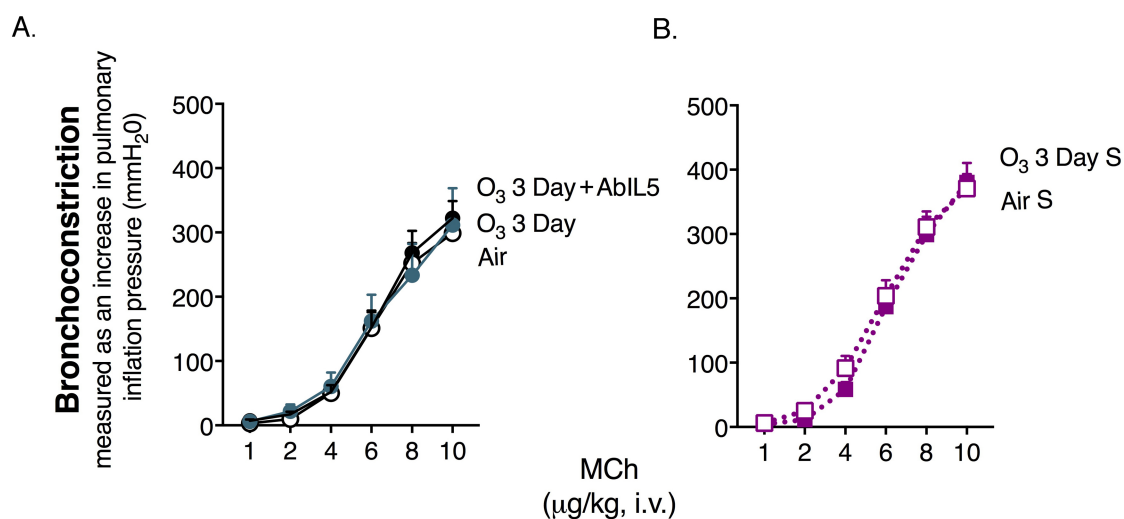 A.
Bronchoconstriction
measured as an increase in pulmonary
inflation pressure (mmH₂0)
500
400
300
200
100
0
1 2 4 6 8 10
O₃ 3 Day + AbIL5
O₃ 3 Day
Air
B.
500
400
300
200
100
0
1 2 4 6 8 10
O₃ 3 Day S
Air S
MCh
(μg/kg, i.v.)